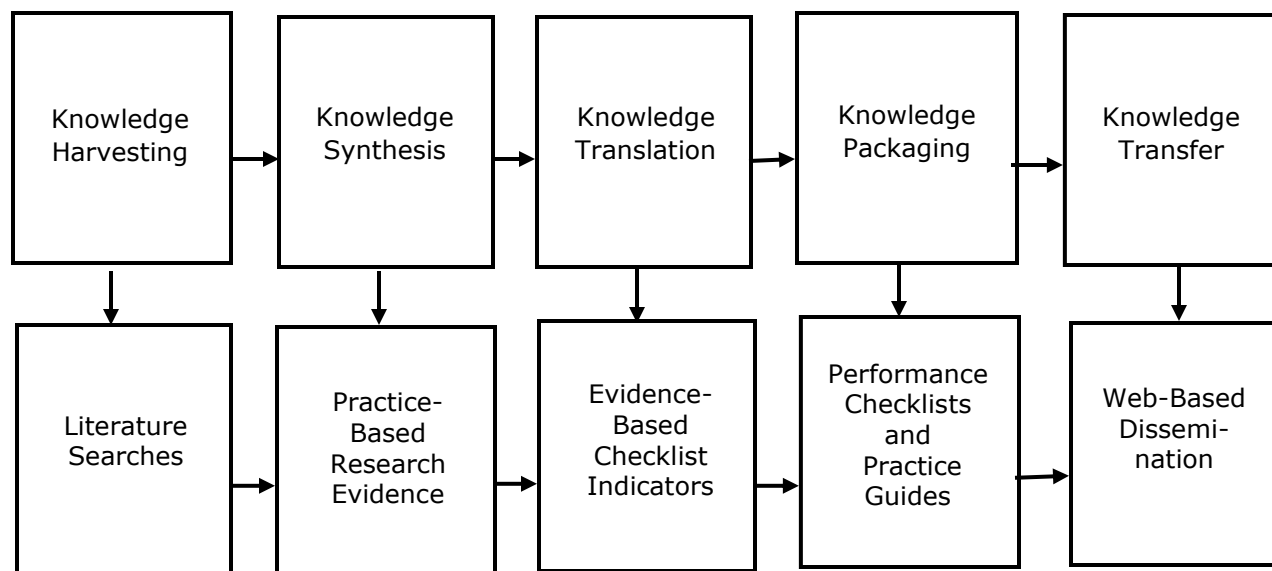 Knowledge
Harvesting
Knowledge
Synthesis
Knowledge
Translation
Knowledge
Packaging
Knowledge
Transfer
Literature
Searches
Practice-
Based
Research
Evidence
Evidence-
Based
Checklist
Indicators
Performance
Checklists
and
Practice
Guides
Web-Based
Dissemi-
nation